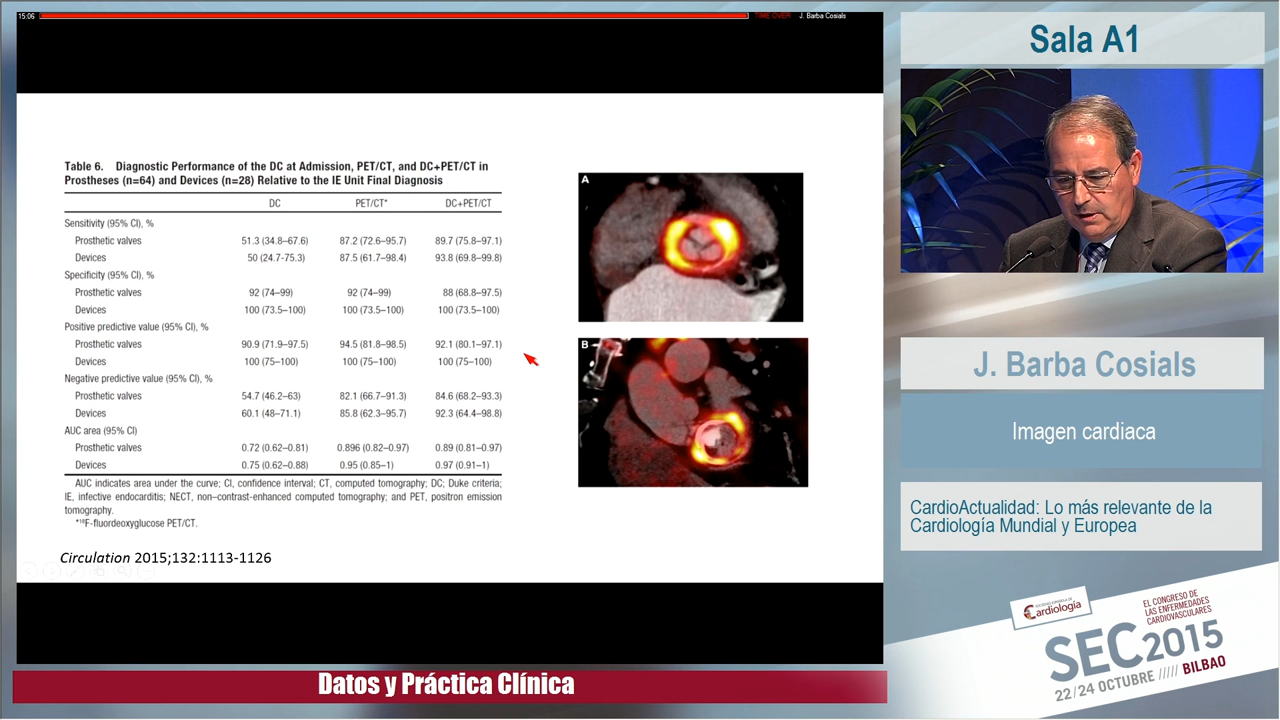 15:06 TIME OVER J. Barba Cosials
Table 6. Diagnostic Performance of the DC at Admission, PET/CT, and DC+PET/CT in
Prostheses (n=64) and Devices (n=28) Relative to the IE Unit Final Diagnosis
DC PET/CT* DC+PET/CT
Sensitivity (95% CI), %
Prosthetic valves 51.3 (34.8–67.6) 87.2 (72.6–95.7) 89.7 (75.8–97.1)
Devices 50 (24.7-75.3) 87.5 (61.7–98.4) 93.8 (69.8–99.8)
Specificity (95% CI), %
Prosthetic valves 92 (74–99) 92 (74–99) 88 (68.8–97.5)
Devices 100 (73.5–100) 100 (73.5–100) 100 (73.5–100)
Positive predictive value (95% CI), %
Prosthetic valves 90.9 (71.9–97.5) 94.5 (81.8–98.5) 92.1 (80.1–97.1)
Devices 100 (75–100) 100 (75–100) 100 (75–100)
Negative predictive value (95% CI), %
Prosthetic valves 54.7 (46.2–63) 82.1 (66.7–91.3) 84.6 (68.2–93.3)
Devices 60.1 (48–71.1) 85.8 (62.3–95.7) 92.3 (64.4–98.8)
AUC area (95% CI)
Prosthetic valves 0.72 (0.62–0.81) 0.896 (0.82–0.97) 0.89 (0.81–0.97)
Devices 0.75 (0.62–0.88) 0.95 (0.85–1) 0.97 (0.91–1)
AUC indicates area under the curve; CI, confidence interval; CT, computed tomography; DC; Duke criteria;
IE, infective endocarditis; NECT, non–contrast-enhanced computed tomography; and PET, positron emission
tomography.
*¹⁸F-fluordeoxyglucose PET/CT.
Circulation 2015;132:1113-1126
A
B
Datos y Práctica Clínica
Sala A1
J. Barba Cosials
Imagen cardiaca
CardioActualidad: Lo más relevante de la
Cardiología Mundial y Europea
SOCIEDAD ESPAÑOLA DE
Cardiología
EL CONGRESO DE
LAS ENFERMEDADES
CARDIOVASCULARES
SEC2015
22/24 OCTUBRE ///// BILBAO